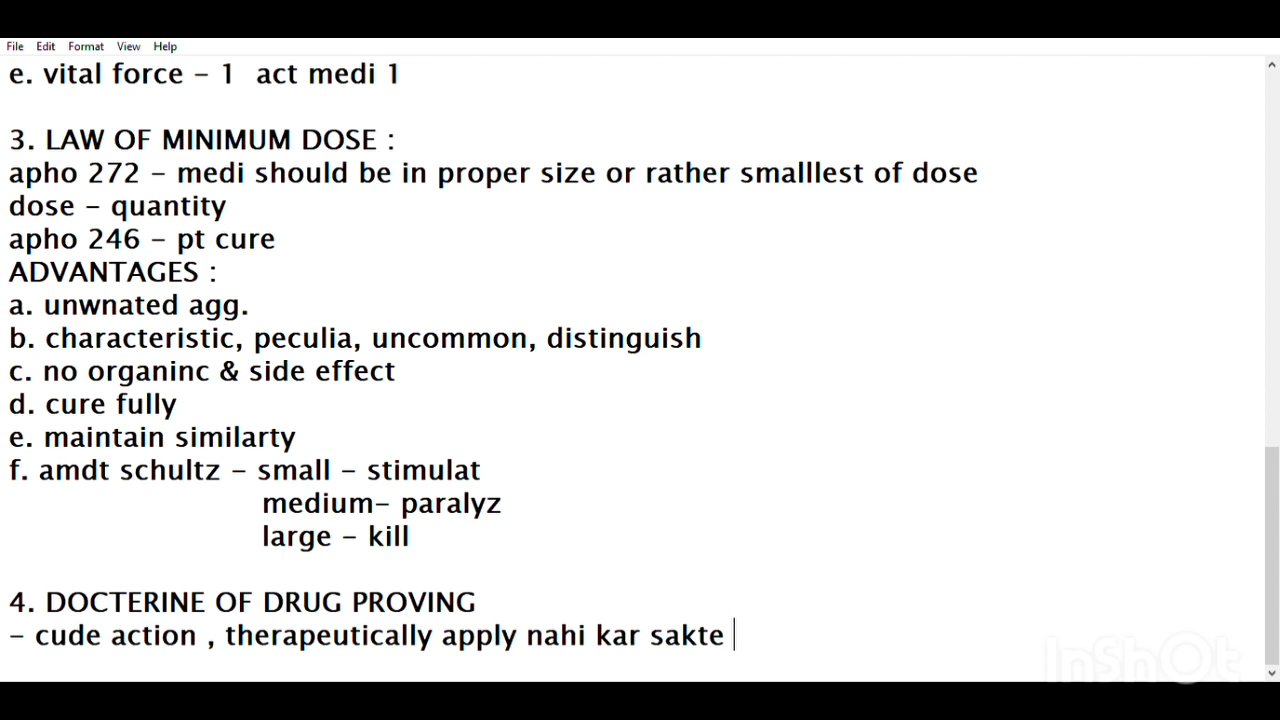 File Edit Format View Help
e. vital force - 1 act medi 1
3. LAW OF MINIMUM DOSE :
apho 272 - medi should be in proper size or rather smalllest of dose
dose - quantity
apho 246 - pt cure
ADVANTAGES :
a. unwnated agg.
b. characteristic, peculia, uncommon, distinguish
c. no organinc & side effect
d. cure fully
e. maintain similarty
f. amdt schultz - small - stimulat
medium- paralyz
large - kill
4. DOCTERINE OF DRUG PROVING
- cude action , therapeutically apply nahi kar sakte
InShOt